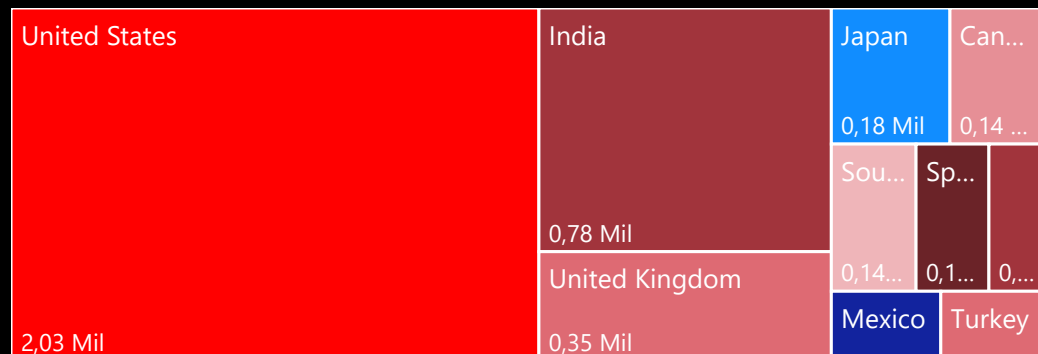 United States
2,03 Mil
India
0,78 Mil
United Kingdom
0,35 Mil
Japan
0,18 Mil
Can...
0,14 ...
Sou...
0,14...
Sp...
0,1...
0,...
Mexico
Turkey